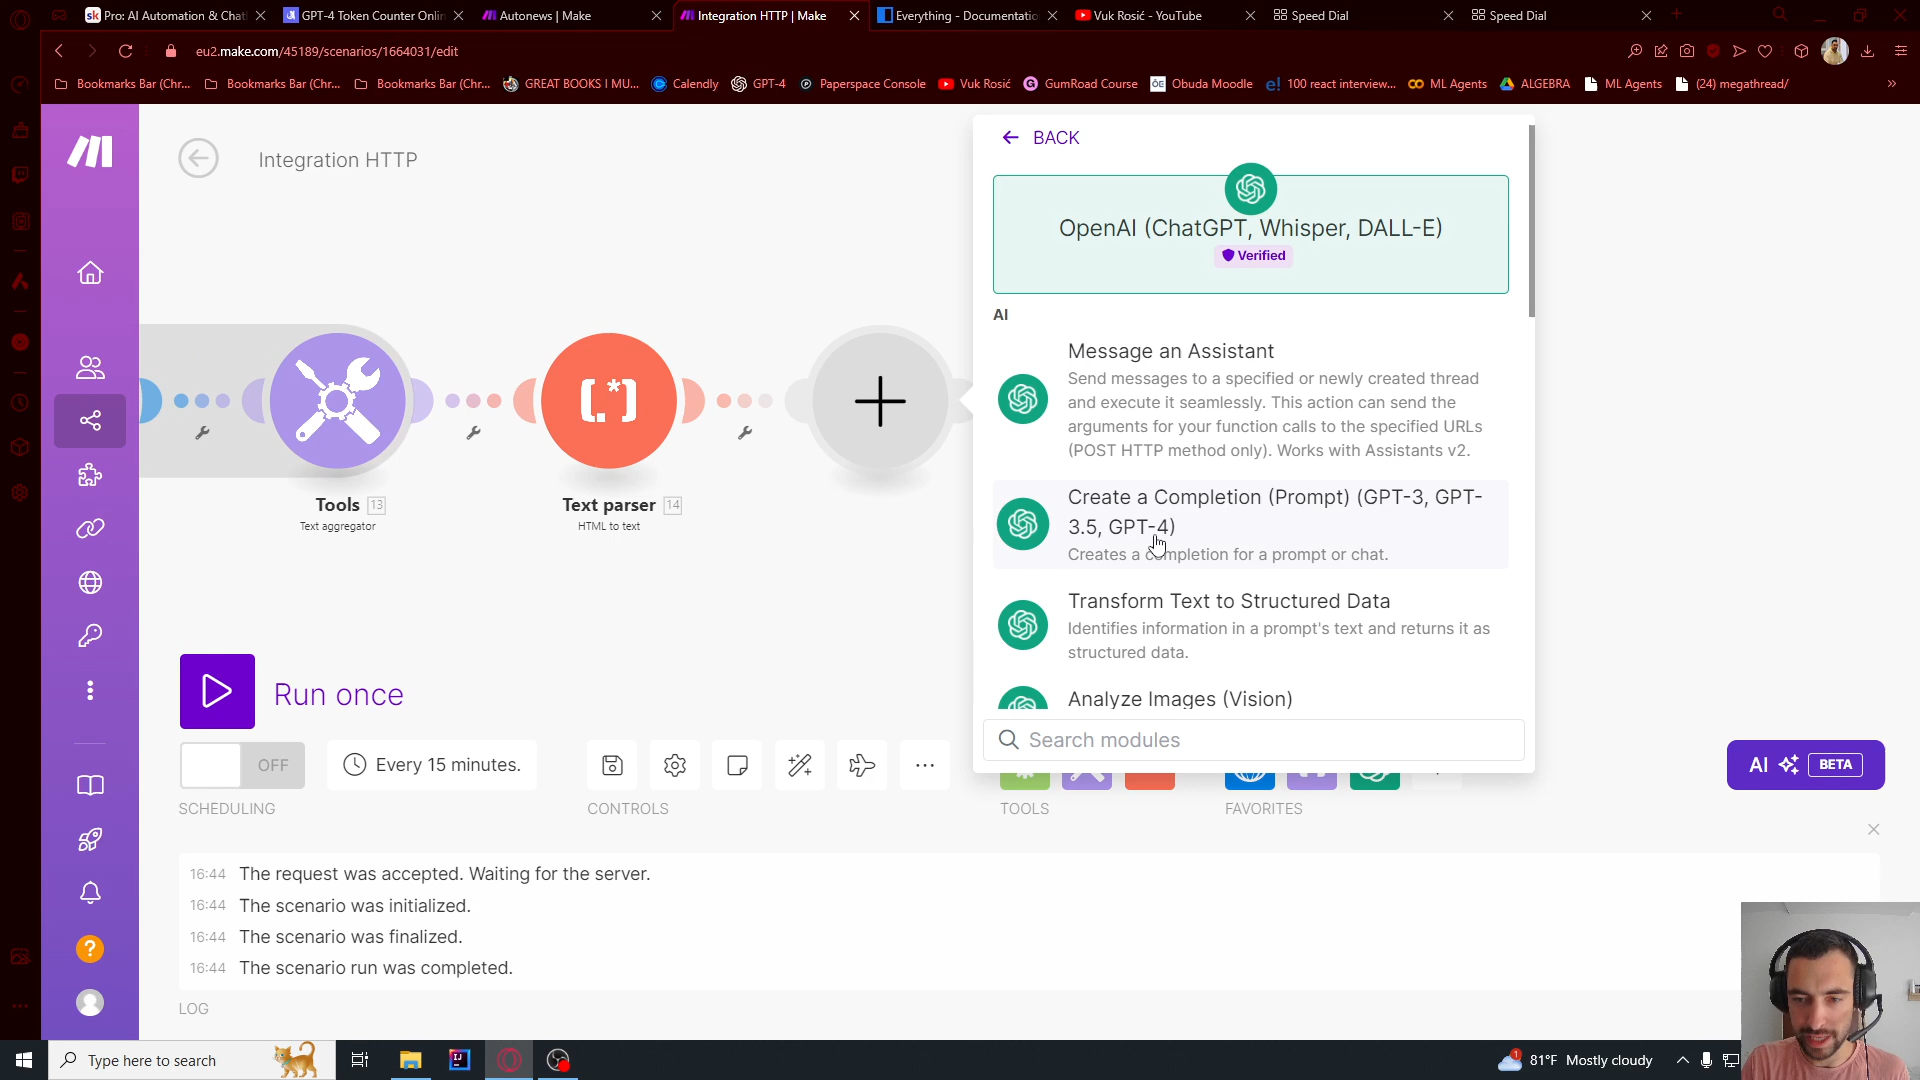 Pro: AI Automation & Chat
GPT-4 Token Counter Onlin
Autonews | Make
Integration HTTP | Make
Everything - Documentatio
Vuk Rosić - YouTube
Speed Dial
Speed Dial
eu2.make.com/45189/scenarios/1664031/edit
Bookmarks Bar (Chr...
Bookmarks Bar (Chr...
Bookmarks Bar (Chr...
GREAT BOOKS I MU...
Calendly
GPT-4
Paperspace Console
Vuk Rosić
GumRoad Course
Obuda Moodle
100 react interview...
ML Agents
ALGEBRA
ML Agents
(24) megathread/
Integration HTTP
BACK
OpenAI (ChatGPT, Whisper, DALL-E)
Verified
AI
Message an Assistant
Send messages to a specified or newly created thread
and execute it seamlessly. This action can send the
arguments for your function calls to the specified URLs
(POST HTTP method only). Works with Assistants v2.
Create a Completion (Prompt) (GPT-3, GPT-
3.5, GPT-4)
Creates a completion for a prompt or chat.
Transform Text to Structured Data
Identifies information in a prompt's text and returns it as
structured data.
Analyze Images (Vision)
Search modules
Tools 13
Text aggregator
Text parser 14
HTML to text
Run once
OFF
Every 15 minutes.
SCHEDULING
CONTROLS
TOOLS
FAVORITES
AI BETA
16:44 The request was accepted. Waiting for the server.
16:44 The scenario was initialized.
16:44 The scenario was finalized.
16:44 The scenario run was completed.
LOG
Type here to search
1
81°F Mostly cloudy